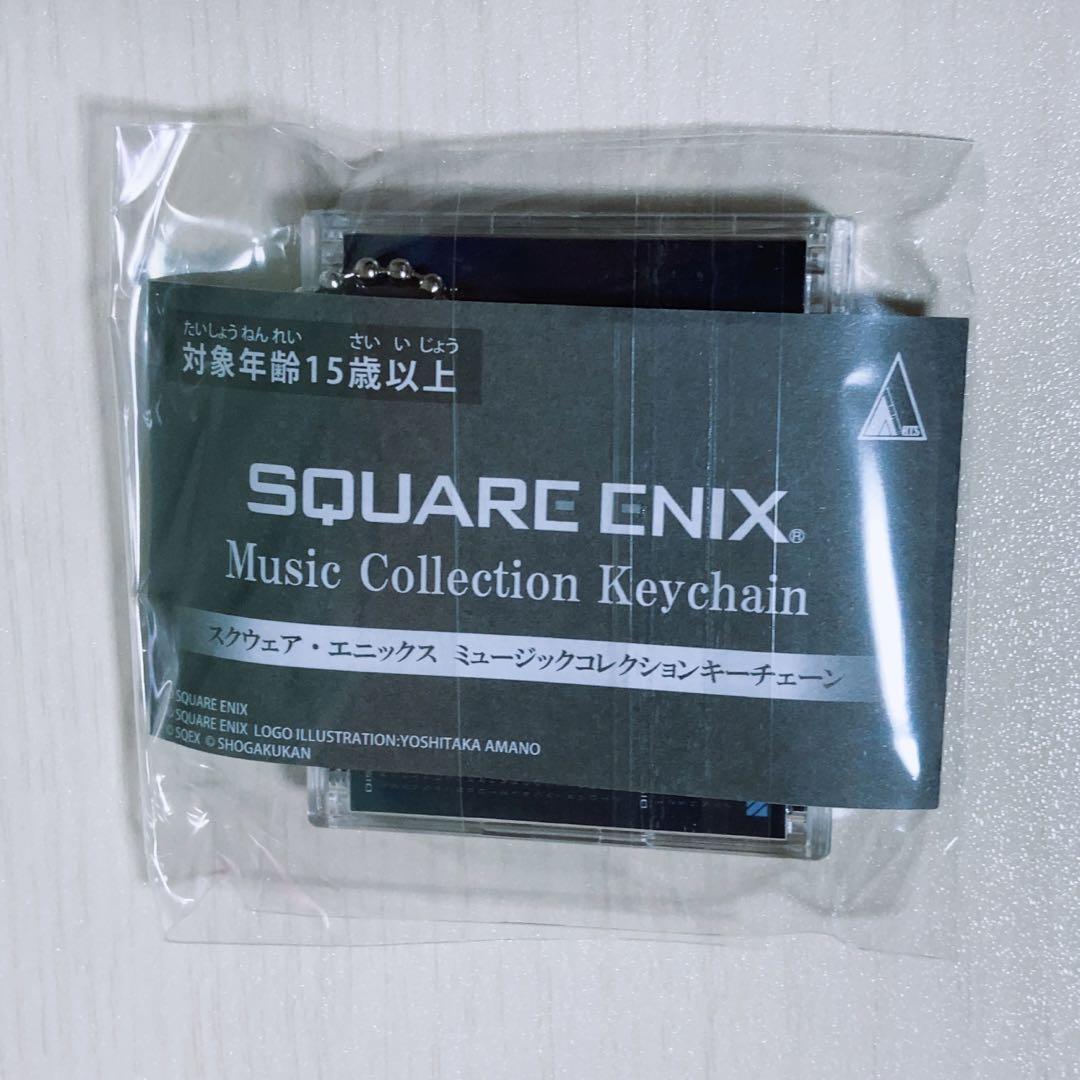 たいしょうねんれい さいいじょう
対象年齢15歳以上
SQUARE ENIX®
Music Collection Keychain
スクウェア・エニックス ミュージックコレクションキーチェーン
© SQUARE ENIX
© SQUARE ENIX LOGO ILLUSTRATION:YOSHITAKA AMANO
© SQEX © SHOGAKUKAN